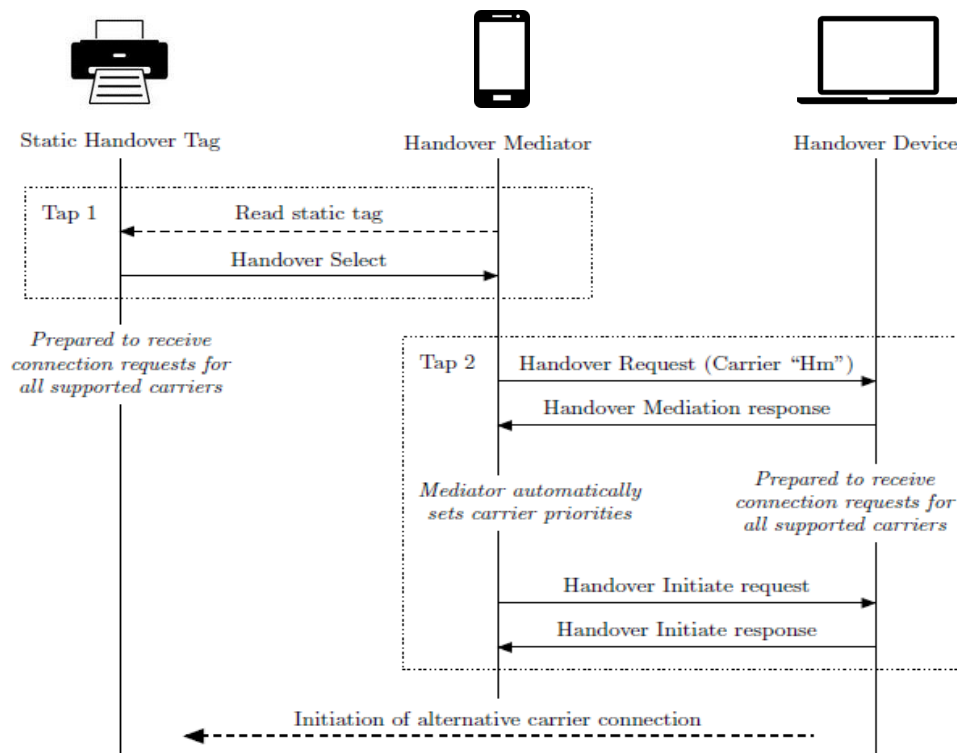 Static Handover Tag
Handover Mediator
Handover Device
Tap 1
Read static tag
Handover Select
Prepared to receive
connection requests for
all supported carriers
Tap 2
Handover Request (Carrier “Hm”)
Handover Mediation response
Mediator automatically
sets carrier priorities
Prepared to receive
connection requests for
all supported carriers
Handover Initiate request
Handover Initiate response
Initiation of alternative carrier connection